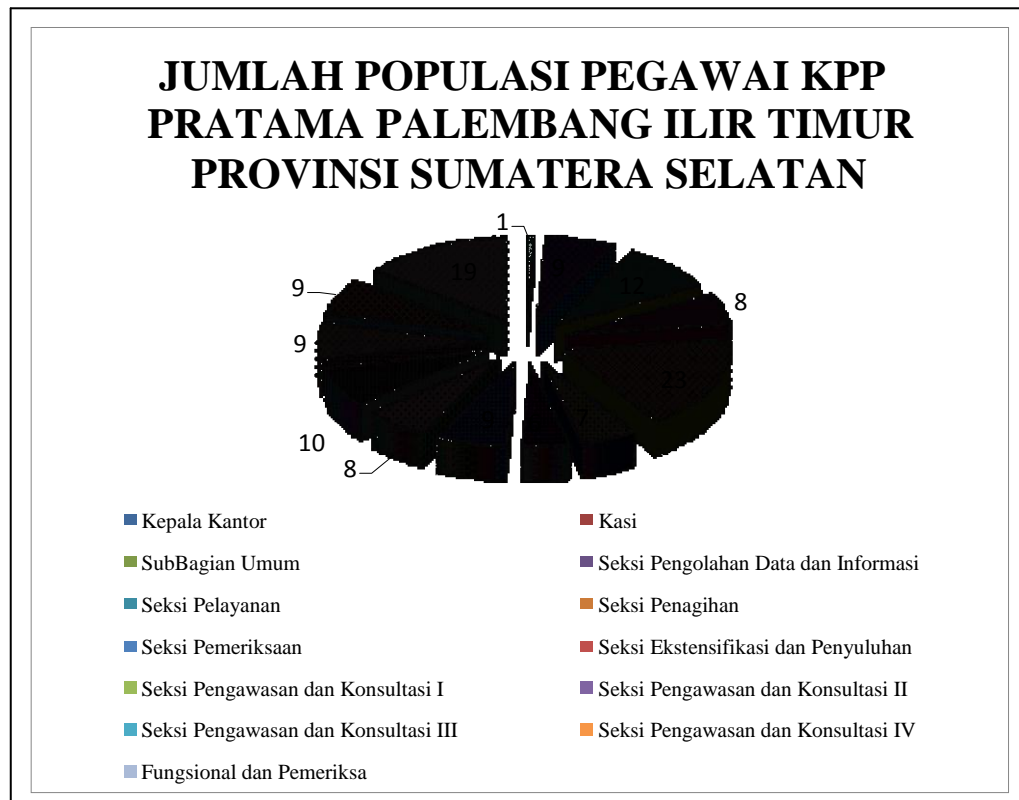 JUMLAH POPULASI PEGAWAI KPP
PRATAMA PALEMBANG ILIR TIMUR
PROVINSI SUMATERA SELATAN
1
19
12
8
9
9
23
7
10
8
Kepala Kantor
Kasi
SubBagian Umum
Seksi Pengolahan Data dan Informasi
Seksi Pelayanan
Seksi Penagihan
Seksi Pemeriksaan
Seksi Ekstensifikasi dan Penyuluhan
Seksi Pengawasan dan Konsultasi I
Seksi Pengawasan dan Konsultasi II
Seksi Pengawasan dan Konsultasi III
Seksi Pengawasan dan Konsultasi IV
Fungsional dan Pemeriksa